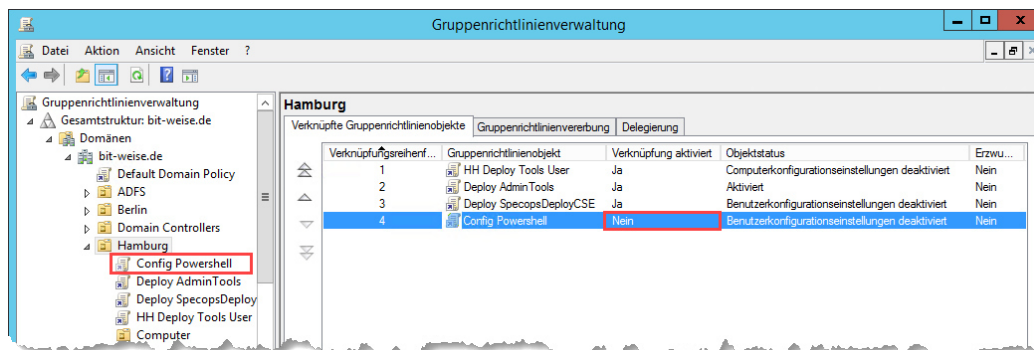 Gruppenrichtlinienverwaltung
Datei Aktion Ansicht Fenster ?
Gruppenrichtlinienverwaltung
Gesamtstruktur: bit-weise.de
Domänen
bit-weise.de
Default Domain Policy
ADFS
Berlin
Domain Controllers
Hamburg
Config Powershell
Deploy AdminTools
Deploy SpecopsDeploy
HH Deploy Tools User
Computer
Hamburg
Verknüpfte Gruppenrichtlinienobjekte Gruppenrichtlinienvererbung Delegierung
Verknüpfungsreihenf... Gruppenrichtlinienobjekt Verknüpfung aktiviert Objektstatus Erzwu...
1 HH Deploy Tools User Ja Computerkonfigurationseinstellungen deaktiviert Nein
2 Deploy AdminTools Ja Aktiviert Nein
3 Deploy SpecopsDeployCSE Ja Benutzerkonfigurationseinstellungen deaktiviert Nein
4 Config Powershell Nein Benutzerkonfigurationseinstellungen deaktiviert Nein